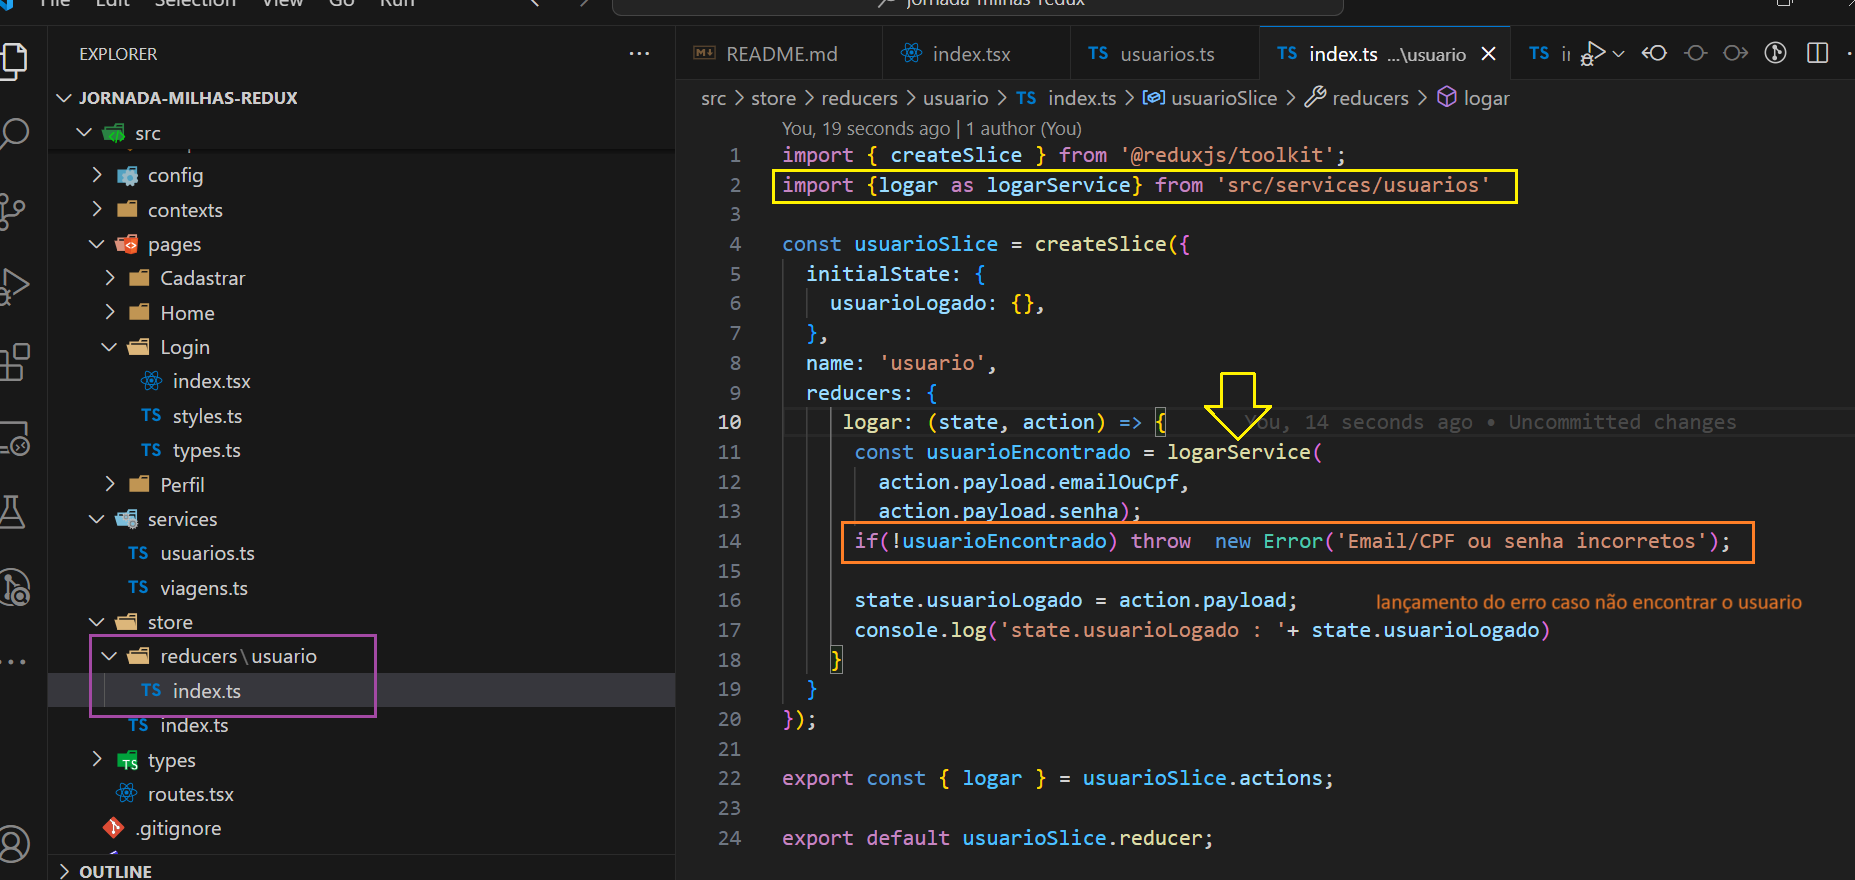 File Edit Selection View Go Run
jornada-milhas-redux
EXPLORER
JORNADA-MILHAS-REDUX
src
config
contexts
pages
Cadastrar
Home
Login
index.tsx
styles.ts
types.ts
Perfil
services
usuarios.ts
viagens.ts
store
reducers\usuario
index.ts
index.ts
types
routes.tsx
.gitignore
OUTLINE
README.md
index.tsx
usuarios.ts
index.ts ...\usuario
src > store > reducers > usuario > TS index.ts > usuarioSlice > reducers > logar
You, 19 seconds ago | 1 author (You)
1 import { createSlice } from '@reduxjs/toolkit';
2 import {logar as logarService} from 'src/services/usuarios'
3
4 const usuarioSlice = createSlice({
5 initialState: {
6 usuarioLogado: {},
7 },
8 name: 'usuario',
9 reducers: {
10 logar: (state, action) => { You, 14 seconds ago • Uncommitted changes
11 const usuarioEncontrado = logarService(
12 action.payload.emailOuCpf,
13 action.payload.senha);
14 if(!usuarioEncontrado) throw  new Error('Email/CPF ou senha incorretos');
15
16 state.usuarioLogado = action.payload; lançamento do erro caso não encontrar o usuario
17 console.log('state.usuarioLogado : '+ state.usuarioLogado)
18 }
19 }
20 });
21
22 export const { logar } = usuarioSlice.actions;
23
24 export default usuarioSlice.reducer;